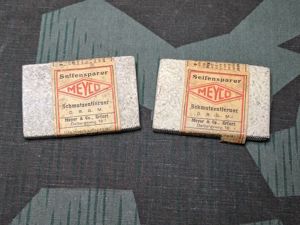 Seifensparer
MEYCO
Schmutzentferner
D. R. G. M.
Meyer & Co., Erfurt
Seifensparer
MEYCO
Schmutzentferner
D. R. G. M.
Meyer & Co., Erfurt